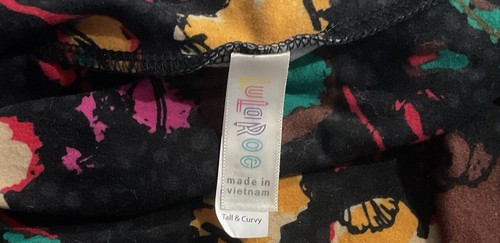 LuLaRoe
made in
vietnam
Tall & Curvy